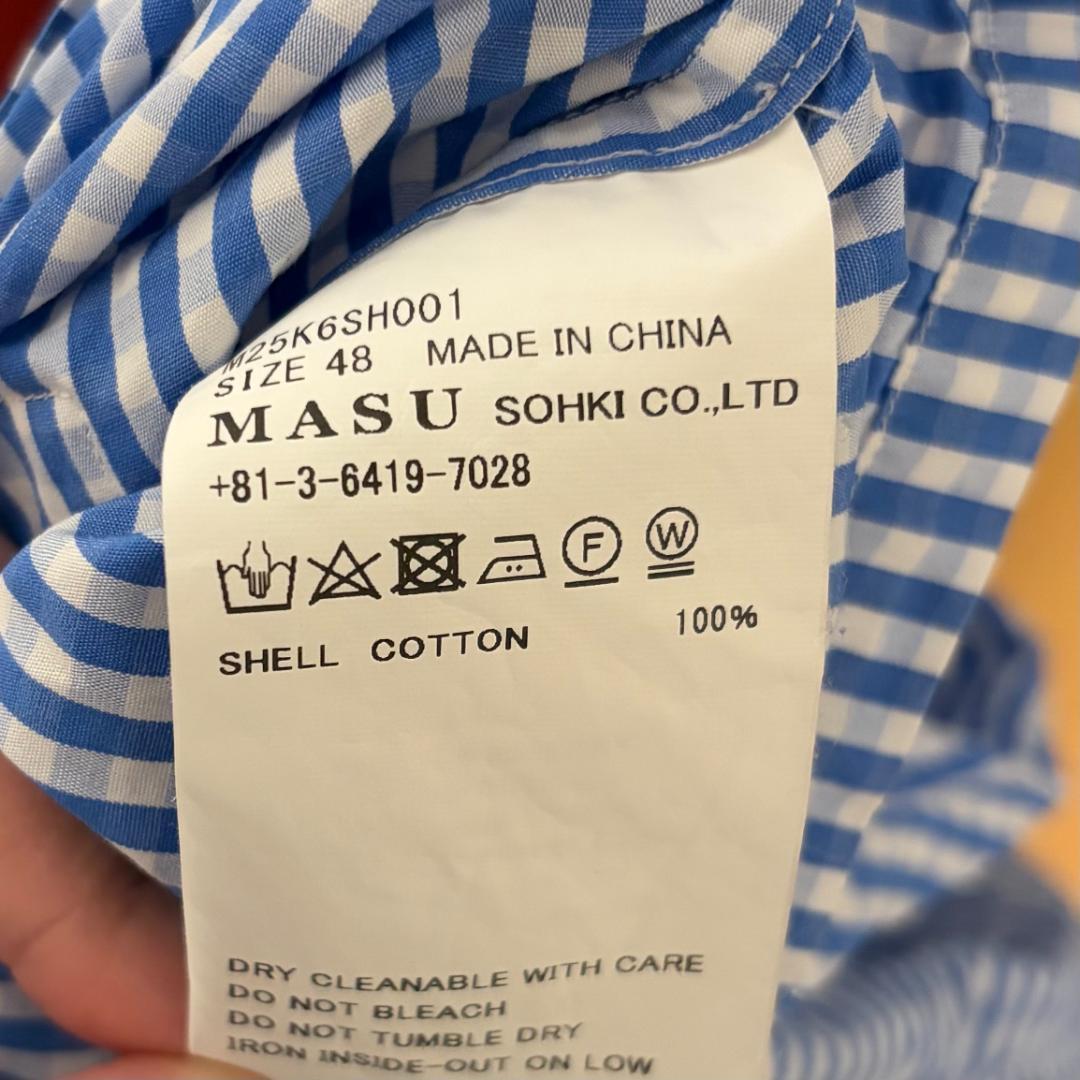 M25K6SH001
SIZE 48 MADE IN CHINA
MASU SOHKI CO.,LTD
+81-3-6419-7028
F W
SHELL COTTON 100%
DRY CLEANABLE WITH CARE
DO NOT BLEACH
DO NOT TUMBLE DRY
IRON INSIDE-OUT ON LOW